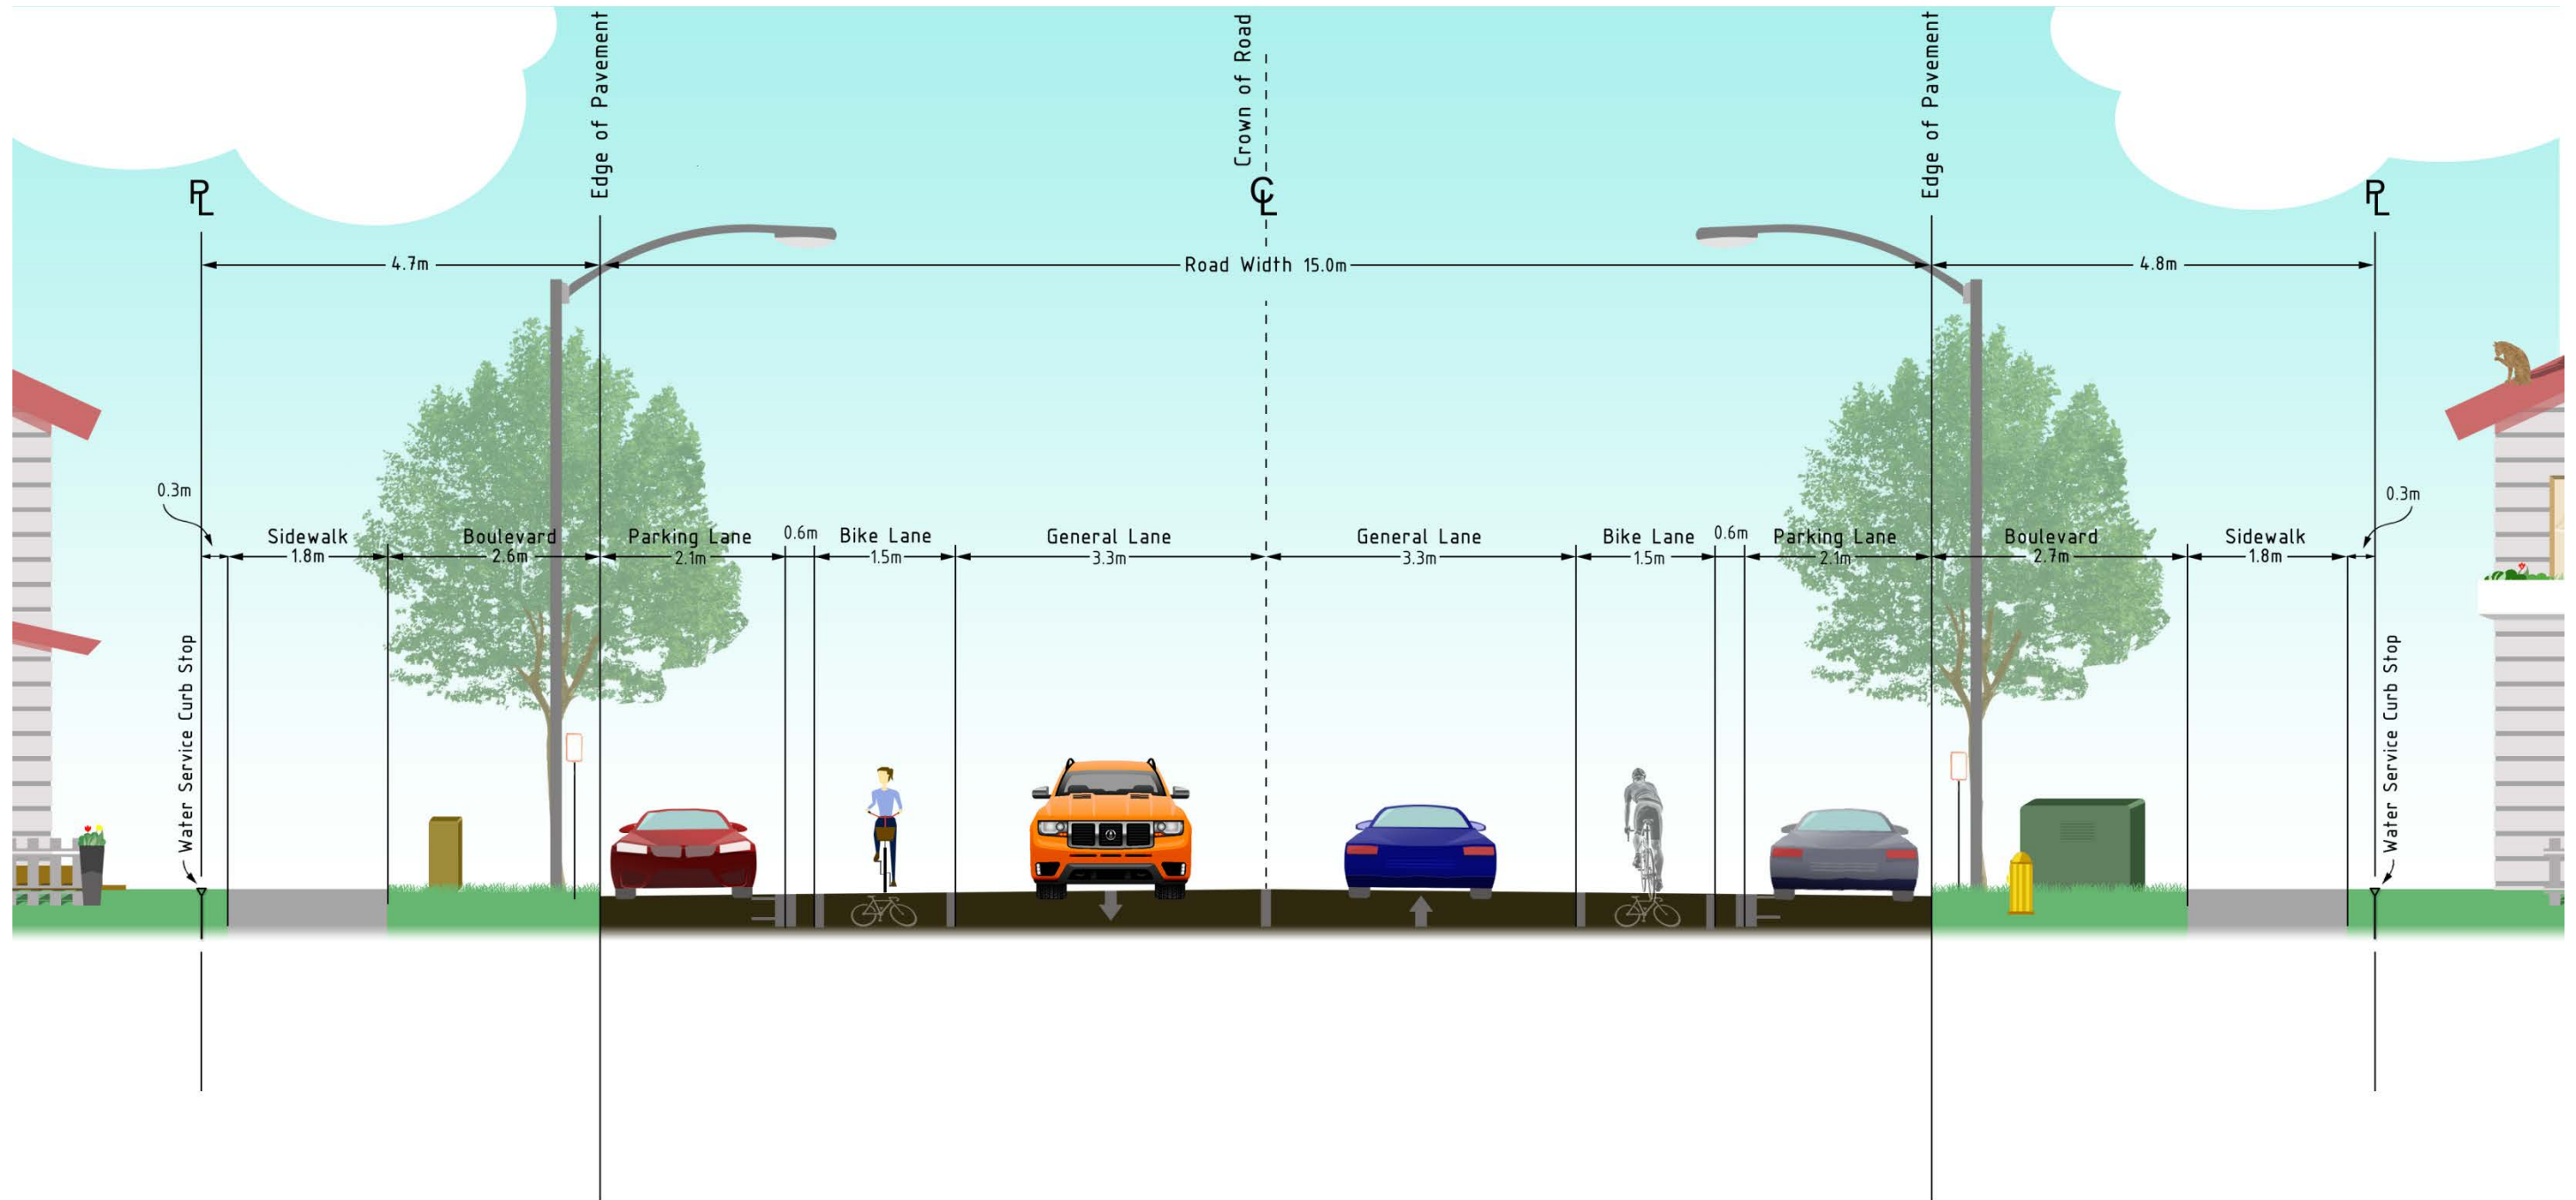 Edge of Pavement
Crown of Road
Edge of Pavement
PL
CL
PL
4.7m
Road Width 15.0m
4.8m
0.3m
0.3m
Sidewalk
1.8m
Boulevard
2.6m
Parking Lane
2.1m
0.6m
Bike Lane
1.5m
General Lane
3.3m
General Lane
3.3m
Bike Lane
1.5m
0.6m
Parking Lane
2.1m
Boulevard
2.7m
Sidewalk
1.8m
Water Service Curb Stop
Water Service Curb Stop